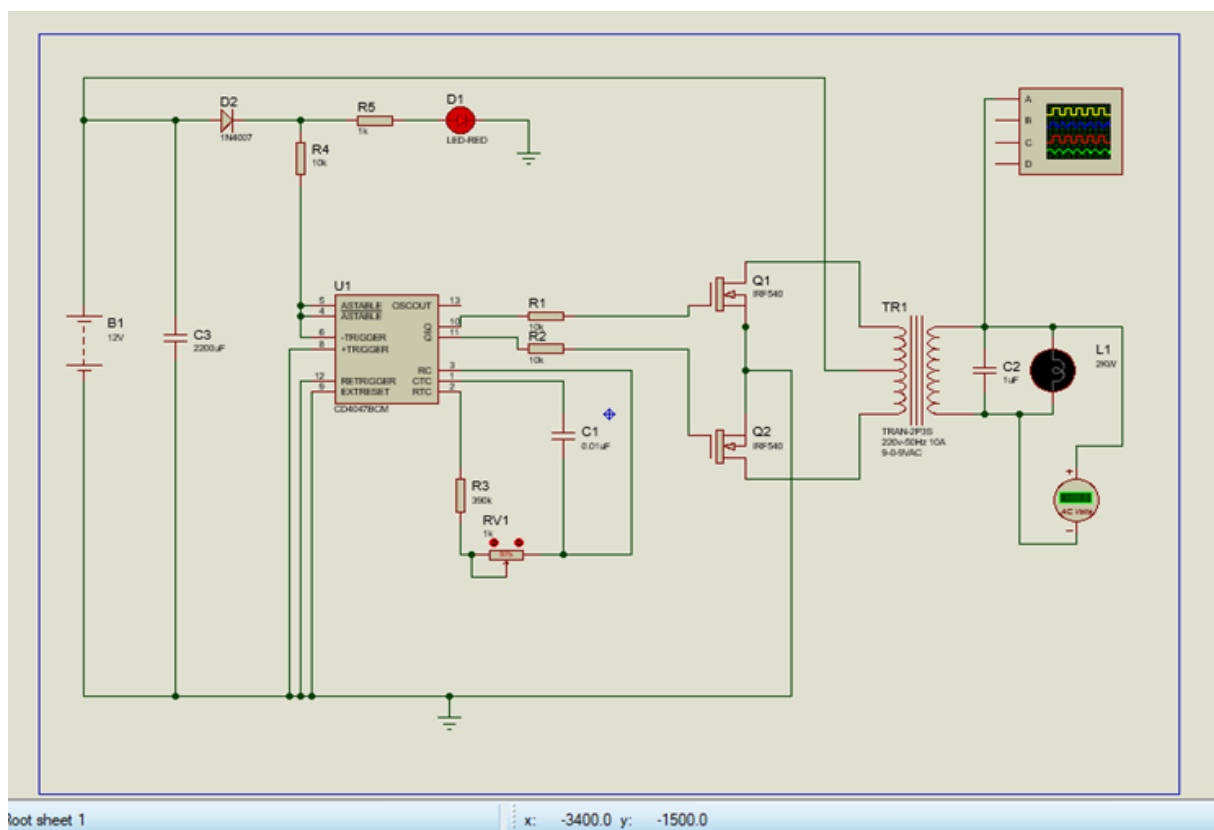 D2
1N4007
R5
1k
D1
LED-RED
A
B
C
D
R4
10k
B1
12V
C3
2200uF
U1
5
4
6
8
12
9
ASTABLE
ASTABLE
-TRIGGER
+TRIGGER
RETRIGGER
EXTRESET
OSCOUT
RC
CTC
RTC
13
10
11
3
1
2
CD4047BCM
R1
10k
R2
10k
Q1
IRF540
Q2
IRF540
C1
0.01uF
R3
390k
RV1
1k
TR1
TRAN-2P3S
220v-50Hz 10A
9-0-9VAC
C2
1uF
L1
2KW
+
AC Volts
-
Root sheet 1
x: -3400.0 y: -1500.0